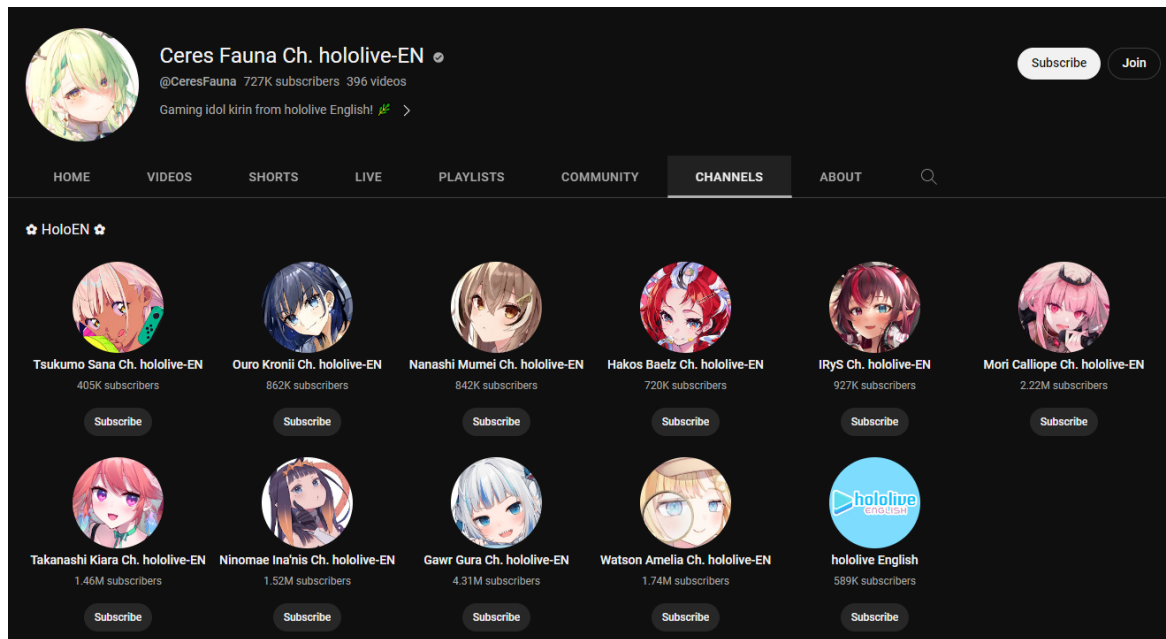 Ceres Fauna Ch. hololive-EN
@CeresFauna 727K subscribers 396 videos
Gaming idol kirin from hololive English!
Subscribe
Join
HOME VIDEOS SHORTS LIVE PLAYLISTS COMMUNITY CHANNELS ABOUT
✿ HoloEN ✿
Tsukumo Sana Ch. hololive-EN
405K subscribers
Subscribe
Ouro Kronii Ch. hololive-EN
862K subscribers
Subscribe
Nanashi Mumei Ch. hololive-EN
842K subscribers
Subscribe
Hakos Baelz Ch. hololive-EN
720K subscribers
Subscribe
IRyS Ch. hololive-EN
927K subscribers
Subscribe
Mori Calliope Ch. hololive-EN
2.22M subscribers
Subscribe
Takanashi Kiara Ch. hololive-EN
1.46M subscribers
Subscribe
Ninomae Ina'nis Ch. hololive-EN
1.52M subscribers
Subscribe
Gawr Gura Ch. hololive-EN
4.31M subscribers
Subscribe
Watson Amelia Ch. hololive-EN
1.74M subscribers
Subscribe
hololive
ENGLISH
hololive English
589K subscribers
Subscribe